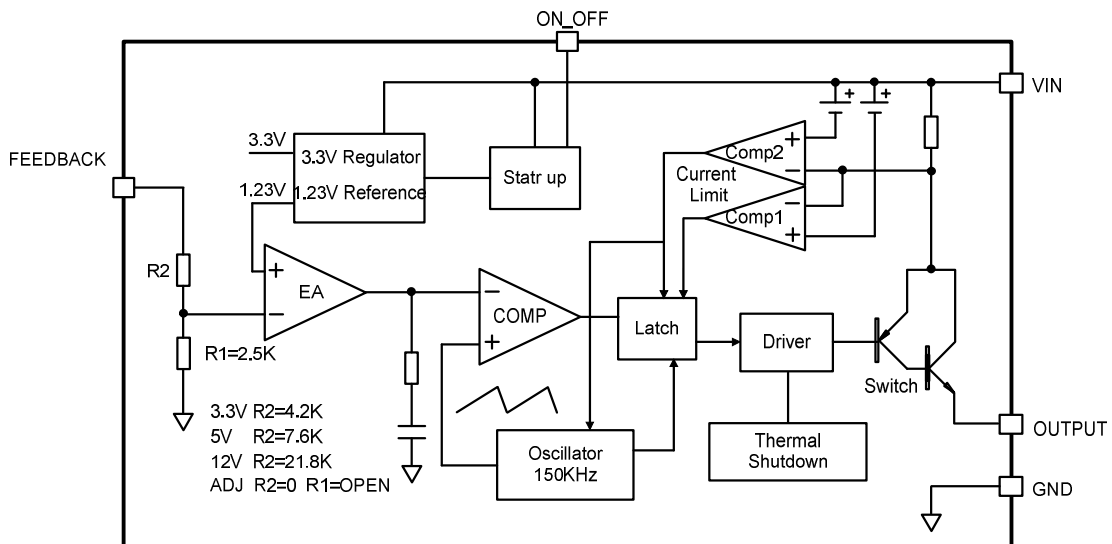 ON_OFF
VIN
FEEDBACK
3.3V
3.3V Regulator
1.23V
1.23V Reference
Statr up
+
+
+
Comp2
−
Current
Limit
−
Comp1
+
R2
+
EA
−
−
COMP
+
Latch
Driver
Switch
R1=2.5K
3.3V R2=4.2K
5V R2=7.6K
12V R2=21.8K
ADJ R2=0 R1=OPEN
Oscillator
150KHz
Thermal
Shutdown
OUTPUT
GND